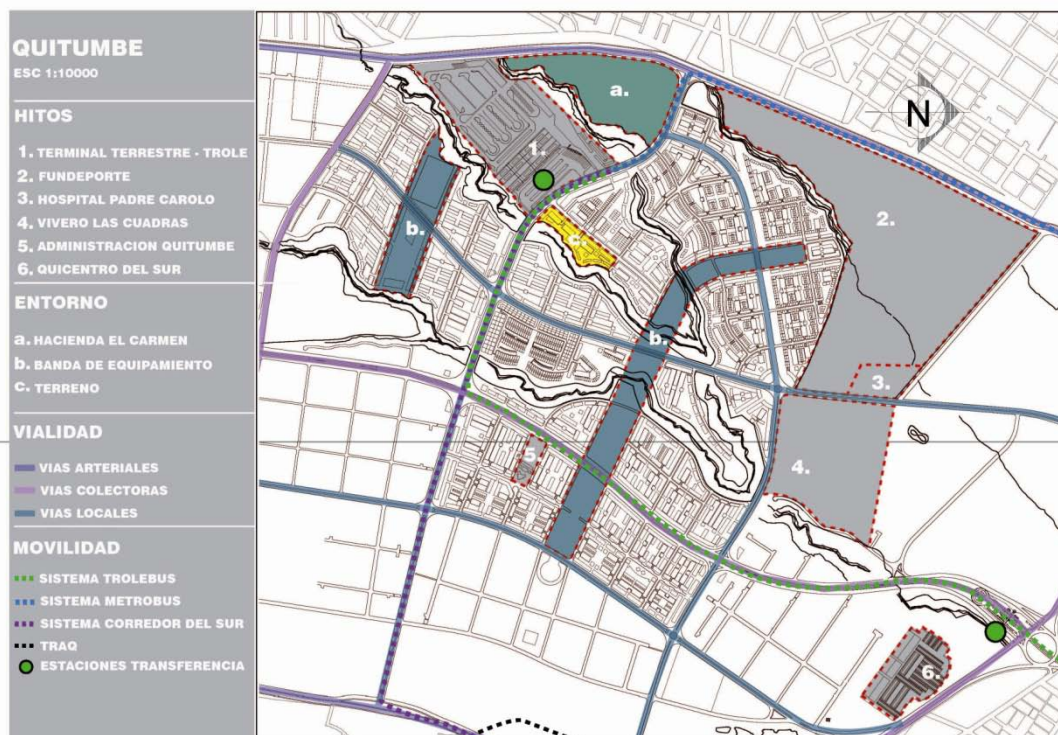 QUITUMBE
ESC 1:10000
HITOS
1. TERMINAL TERRESTRE - TROLE
2. FUNDEPORTE
3. HOSPITAL PADRE CAROLO
4. VIVERO LAS CUADRAS
5. ADMINISTRACION QUITUMBE
6. QUICENTRO DEL SUR
ENTORNO
a. HACIENDA EL CARMEN
b. BANDA DE EQUIPAMIENTO
c. TERRENO
VIALIDAD
VIAS ARTERIALES
VIAS COLECTORAS
VIAS LOCALES
MOVILIDAD
SISTEMA TROLEBUS
SISTEMA METROBUS
SISTEMA CORREDOR DEL SUR
TRAQ
ESTACIONES TRANSFERENCIA
a.
N
1.
2.
b.
c.
b.
3.
5.
4.
6.